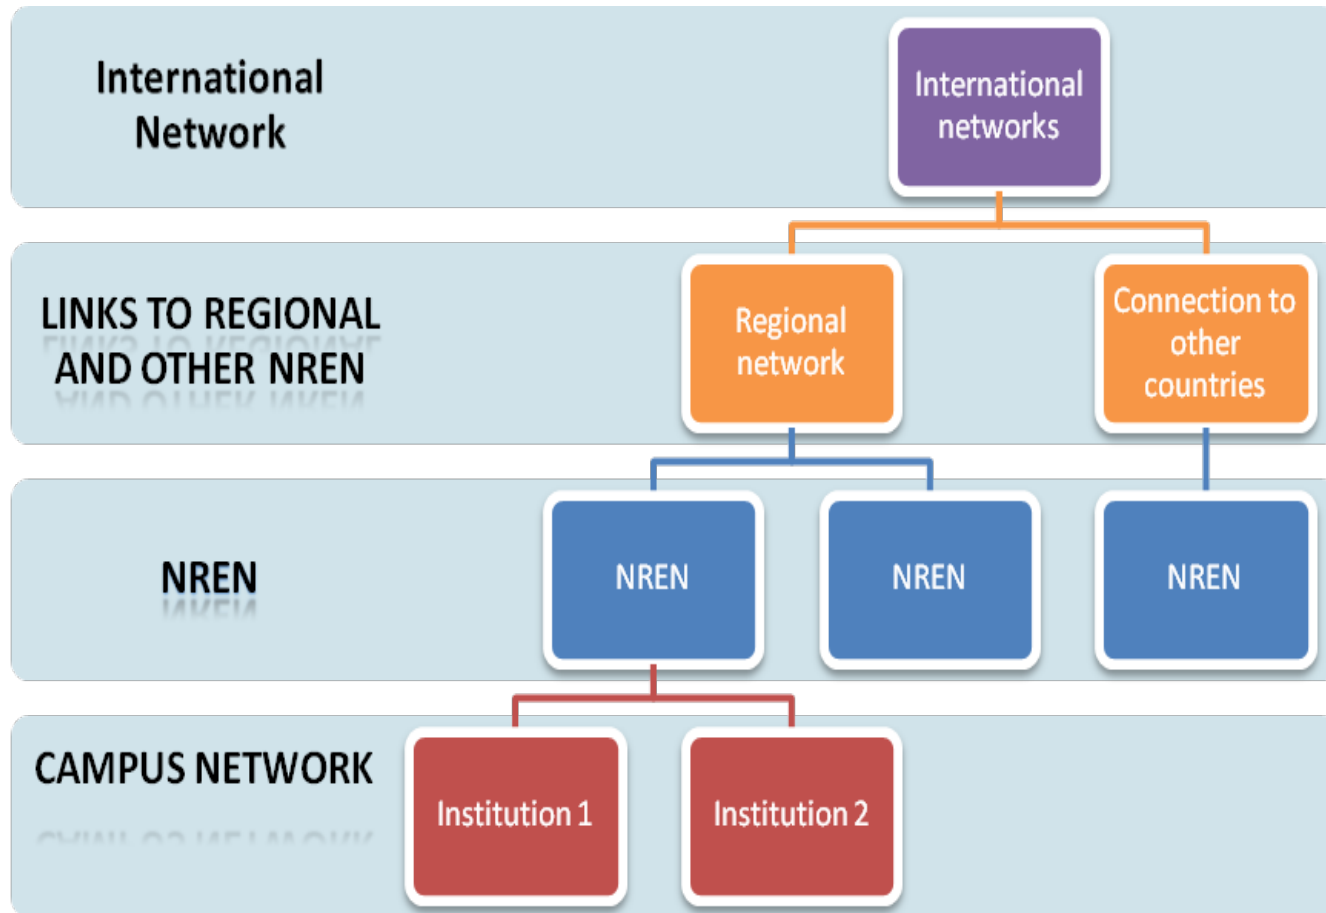 International
Network
International
networks
LINKS TO REGIONAL
AND OTHER NREN
Regional
network
Connection to
other
countries
NREN
NREN
NREN
NREN
CAMPUS NETWORK
Institution 1
Institution 2